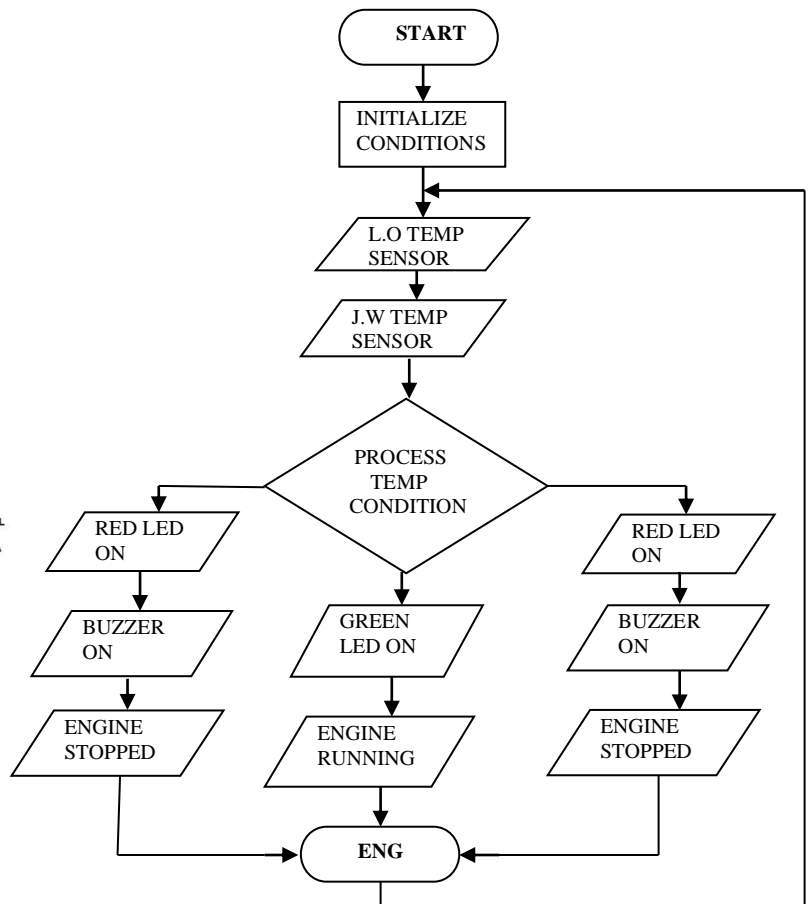 START
INITIALIZE
CONDITIONS
L.O TEMP
SENSOR
J.W TEMP
SENSOR
PROCESS
TEMP
CONDITION
RED LED
ON
BUZZER
ON
ENGINE
STOPPED
GREEN
LED ON
ENGINE
RUNNING
RED LED
ON
BUZZER
ON
ENGINE
STOPPED
ENG